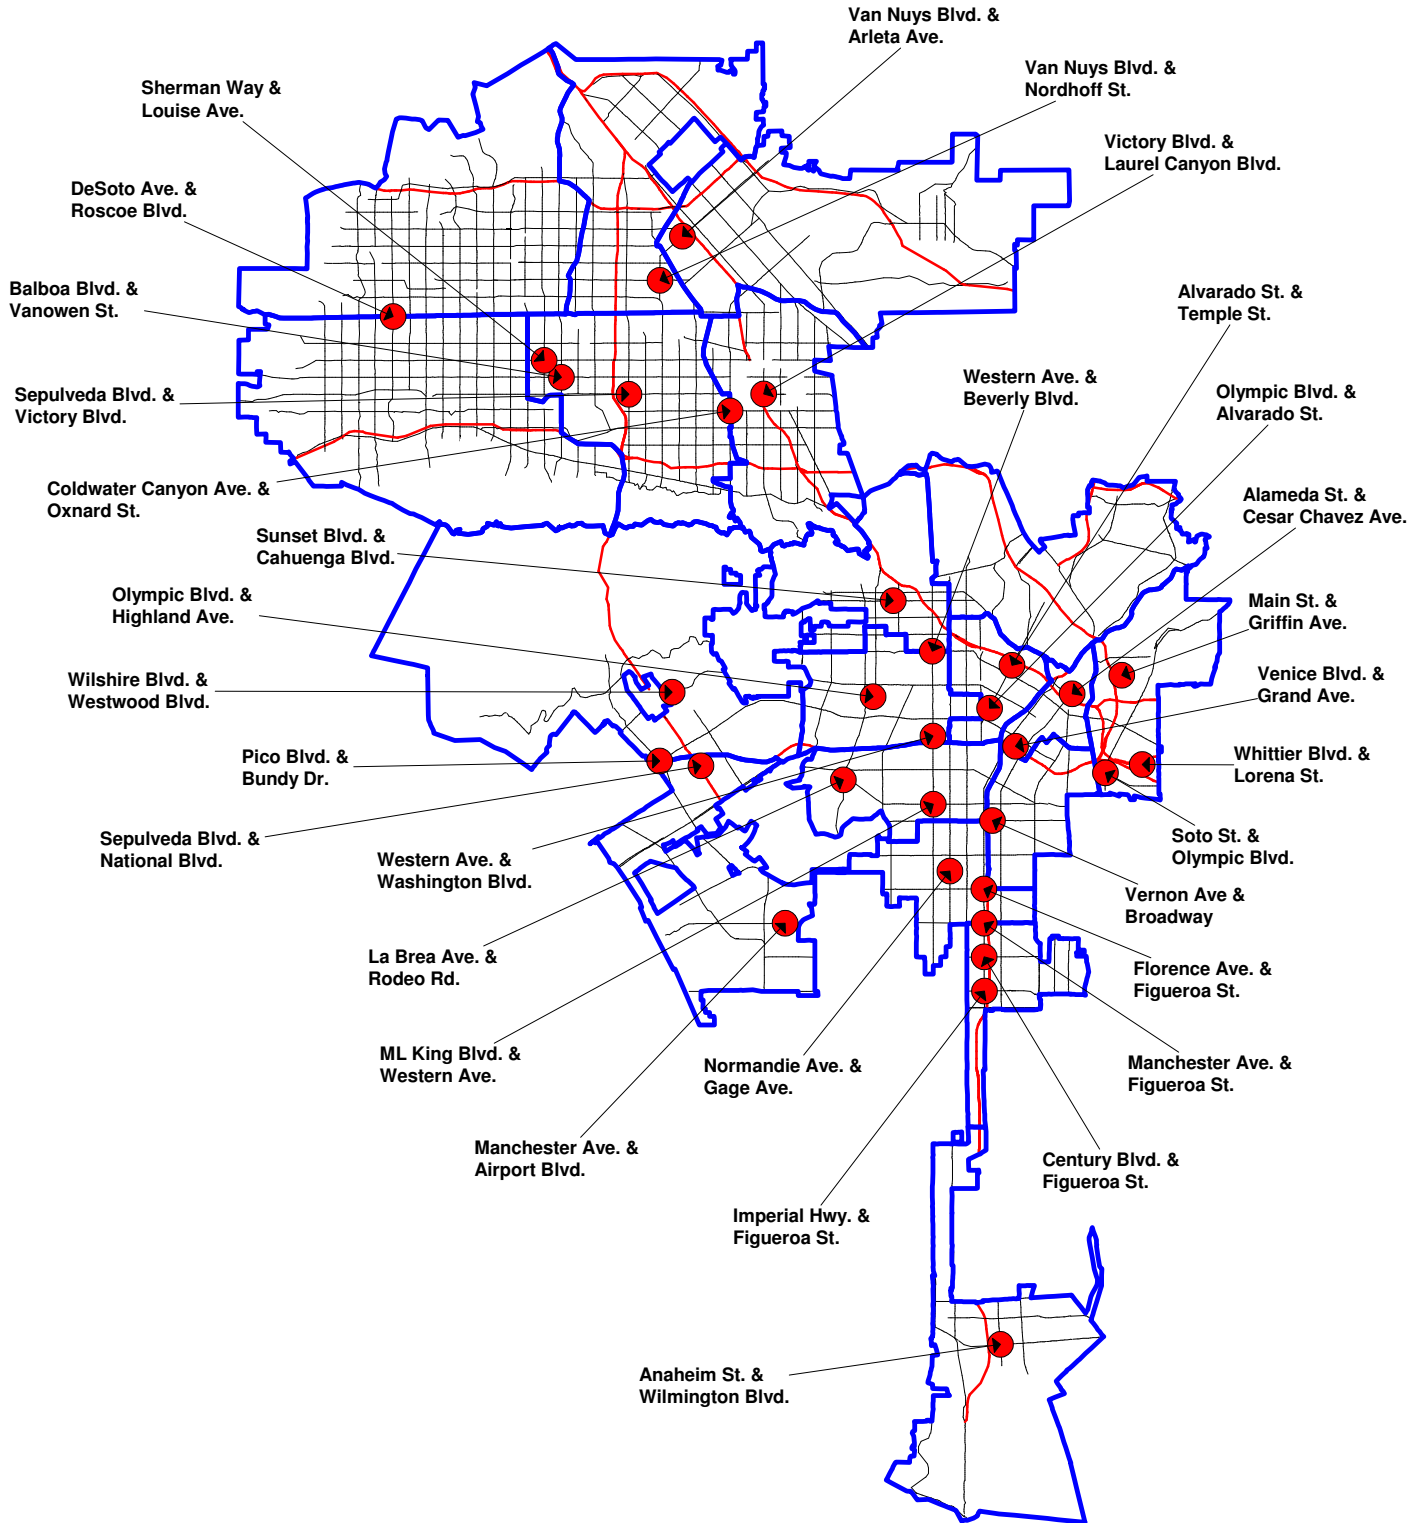 Van Nuys Blvd. &
Arleta Ave.
Van Nuys Blvd. &
Nordhoff St.
Sherman Way &
Louise Ave.
Victory Blvd. &
Laurel Canyon Blvd.
DeSoto Ave. &
Roscoe Blvd.
Balboa Blvd. &
Vanowen St.
Alvarado St. &
Temple St.
Western Ave. &
Beverly Blvd.
Olympic Blvd. &
Alvarado St.
Sepulveda Blvd. &
Victory Blvd.
Coldwater Canyon Ave. &
Oxnard St.
Alameda St. &
Cesar Chavez Ave.
Sunset Blvd. &
Cahuenga Blvd.
Olympic Blvd. &
Highland Ave.
Main St. &
Griffin Ave.
Wilshire Blvd. &
Westwood Blvd.
Venice Blvd. &
Grand Ave.
Pico Blvd. &
Bundy Dr.
Whittier Blvd. &
Lorena St.
Sepulveda Blvd. &
National Blvd.
Soto St. &
Olympic Blvd.
Western Ave. &
Washington Blvd.
Vernon Ave &
Broadway
La Brea Ave. &
Rodeo Rd.
Florence Ave. &
Figueroa St.
ML King Blvd. &
Western Ave.
Normandie Ave. &
Gage Ave.
Manchester Ave. &
Figueroa St.
Manchester Ave. &
Airport Blvd.
Century Blvd. &
Figueroa St.
Imperial Hwy. &
Figueroa St.
Anaheim St. &
Wilmington Blvd.